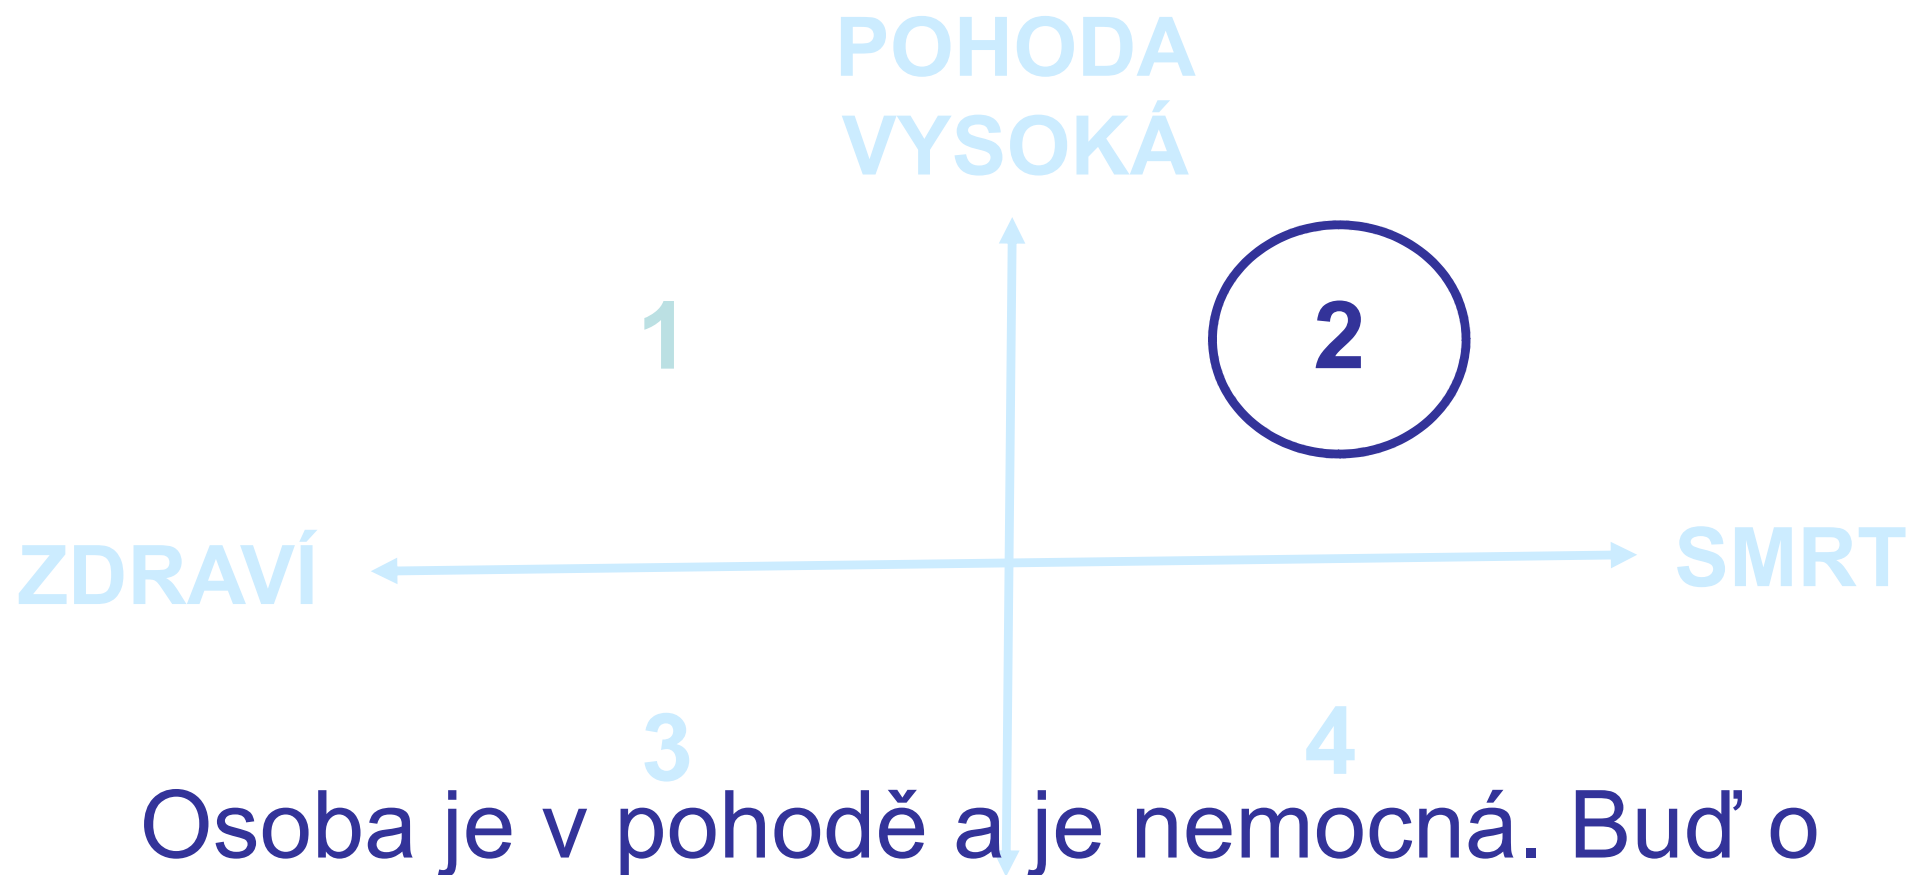 POHODA
VYSOKÁ
1
2
ZDRAVÍ
SMRT
3
4
Osoba je v pohodě a je nemocná. Buď o